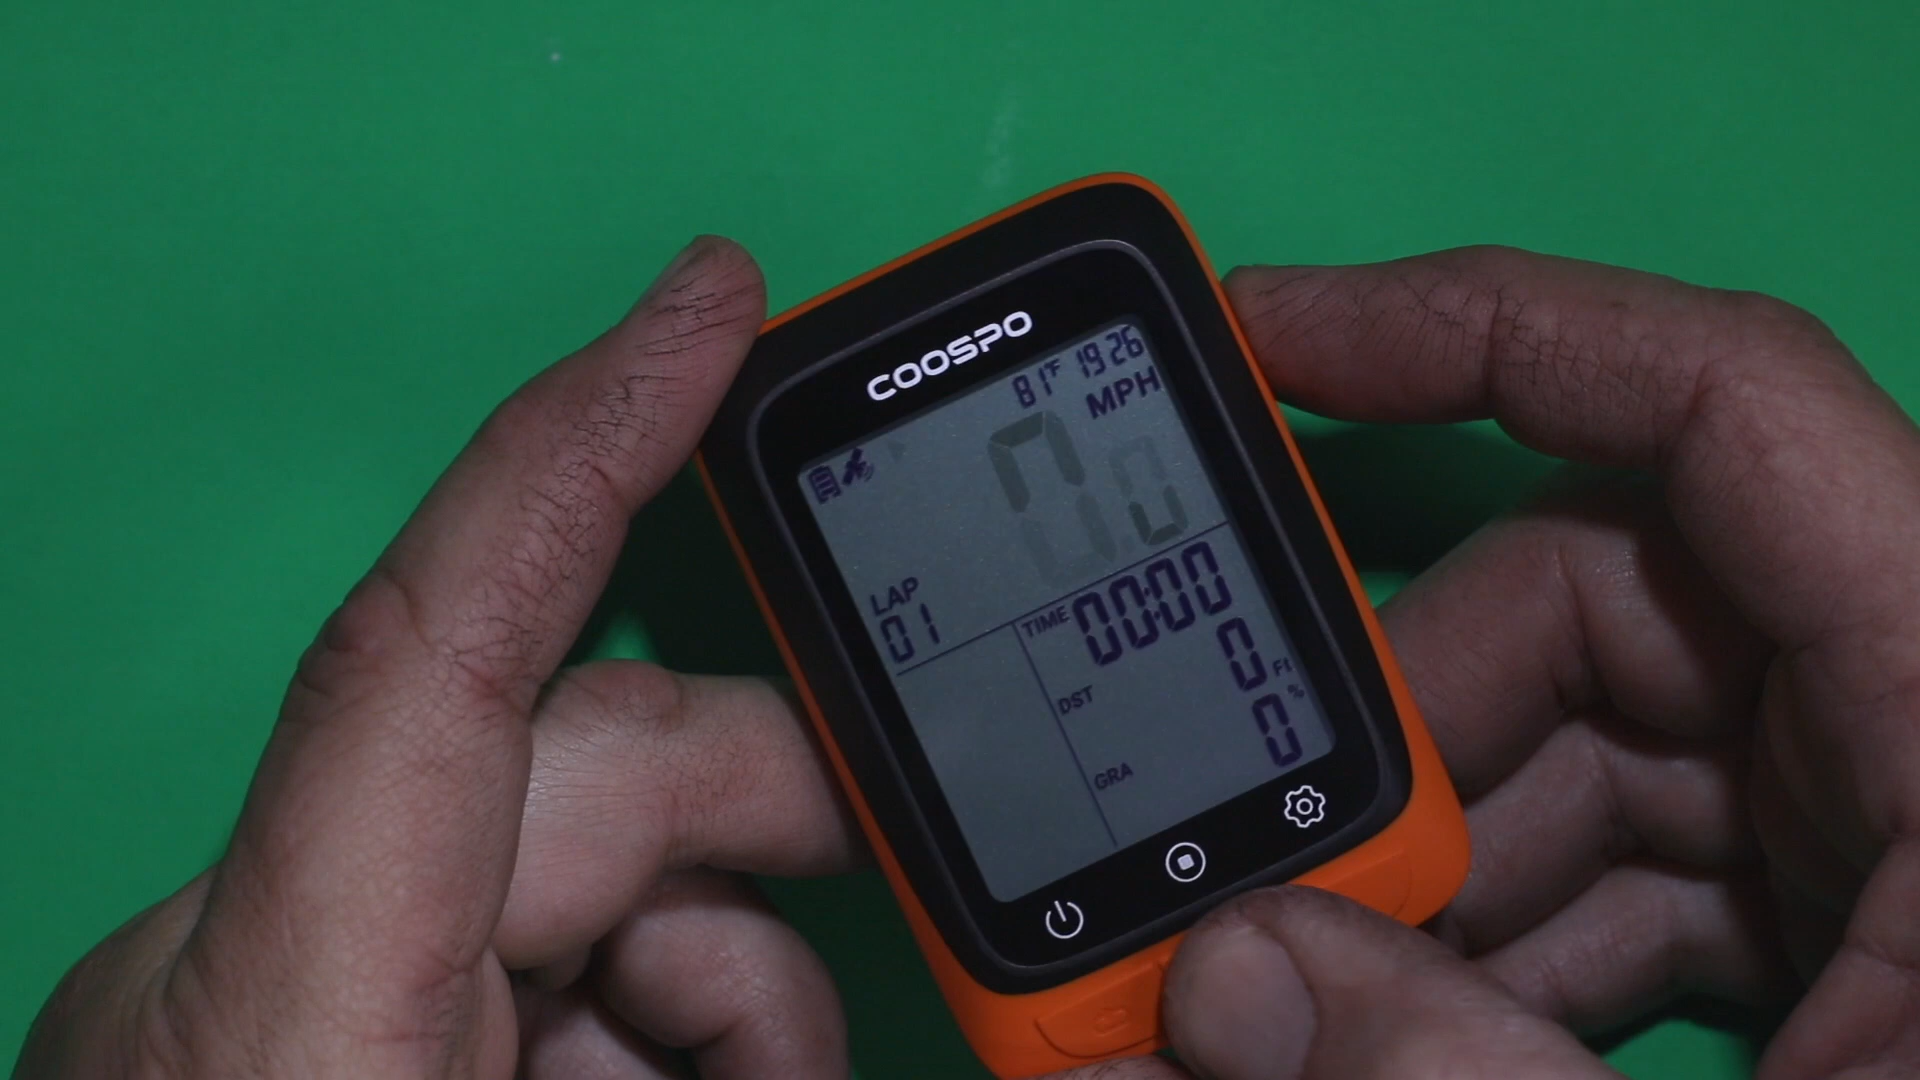 COOSPO
81°F 19 26
MPH
0.0
LAP
01
TIME 00:00
0 Ft
DST
%
0
GRA